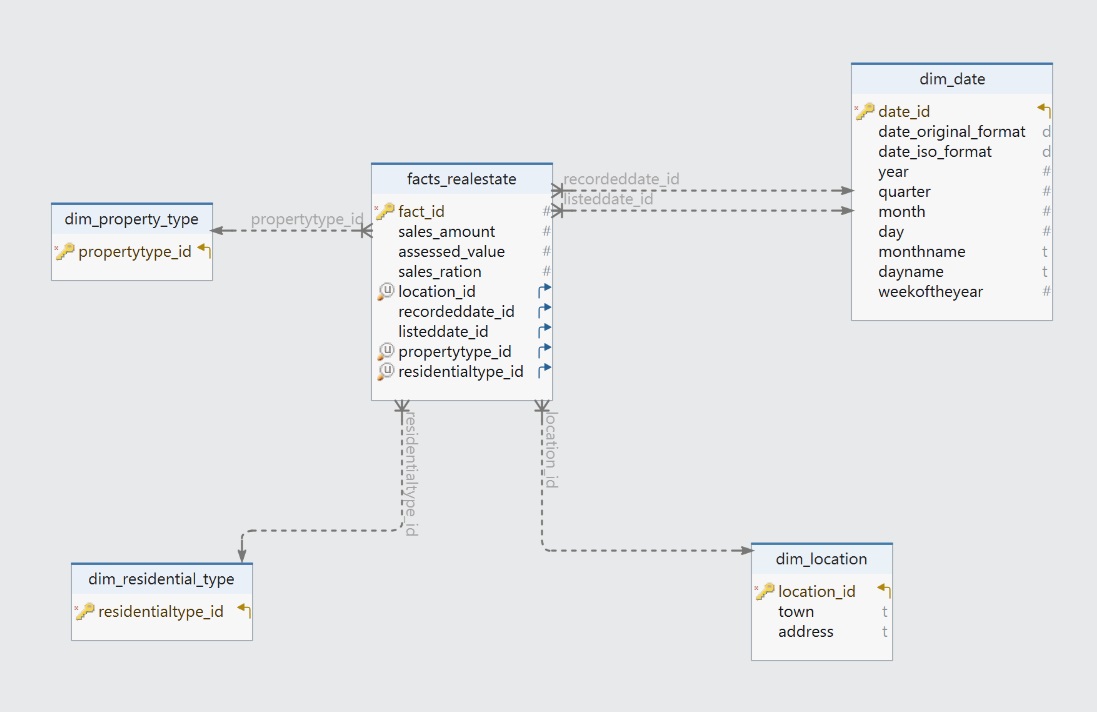 dim_date
date_id
date_original_format d
date_iso_format d
year #
quarter #
month #
day #
monthname t
dayname t
weekoftheyear #
facts_realestate
fact_id #
sales_amount #
assessed_value #
sales_ration #
u location_id
recordeddate_id
listeddate_id
u propertytype_id
u residentialtype_id
recordeddate_id
listeddate_id
dim_property_type
propertytype_id
propertytype_id
residentialtype_id
location_id
dim_residential_type
residentialtype_id
dim_location
location_id
town t
address t